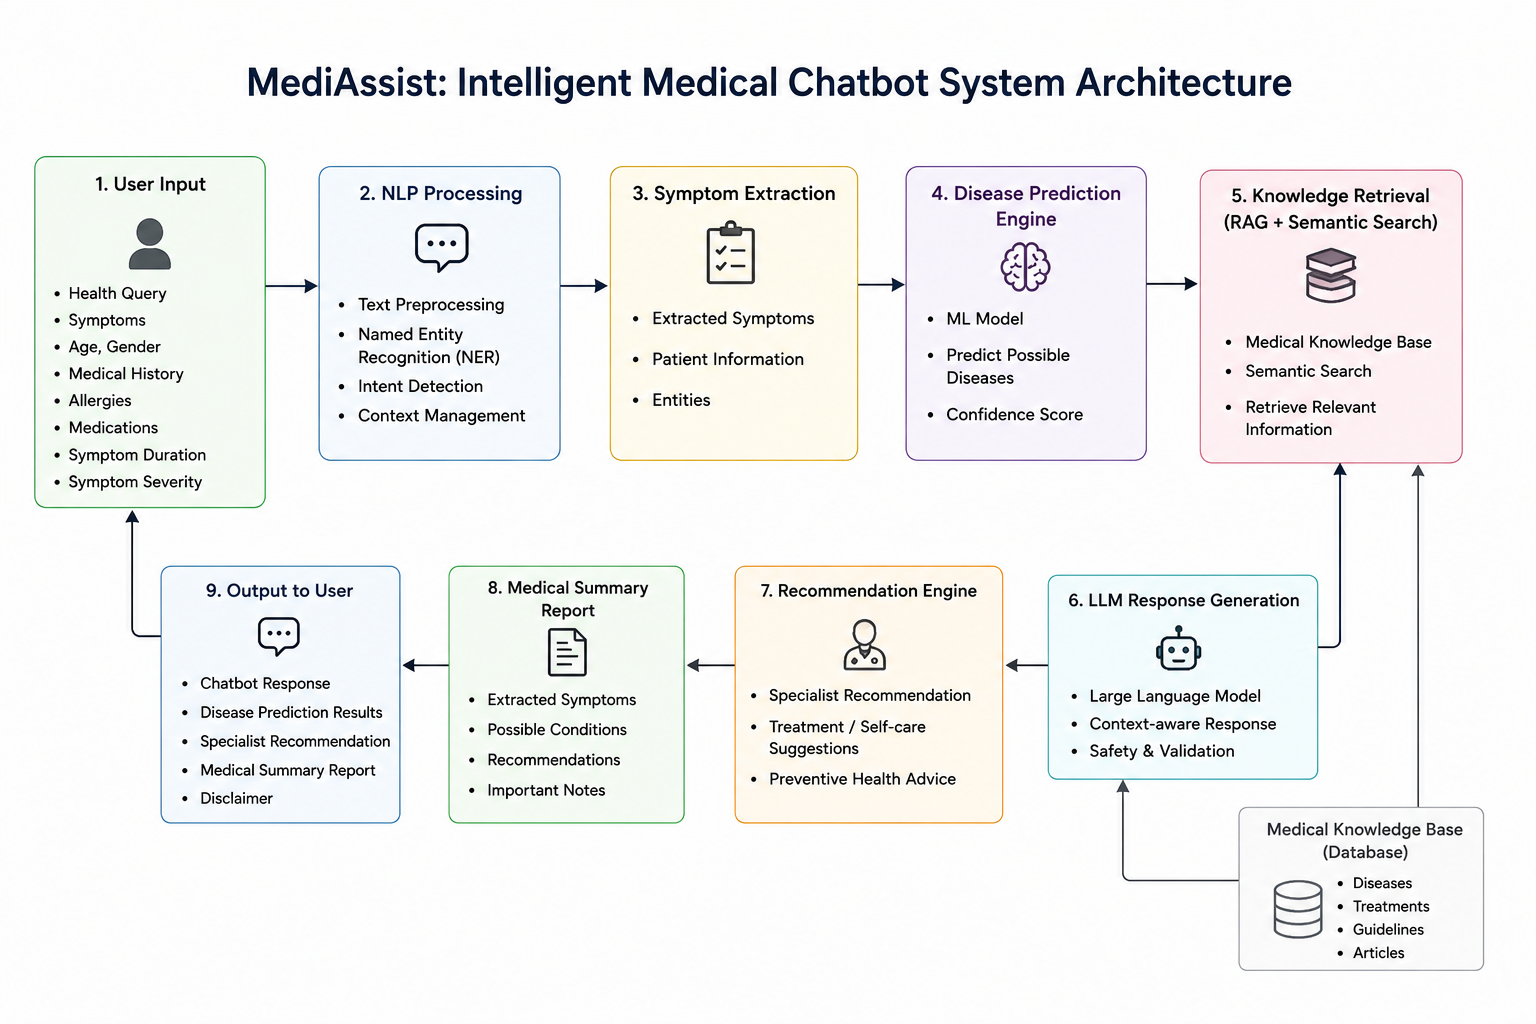 MediAssist: Intelligent Medical Chatbot System Architecture
1. User Input
• Health Query
• Symptoms
• Age, Gender
• Medical History
• Allergies
• Medications
• Symptom Duration
• Symptom Severity
2. NLP Processing
• Text Preprocessing
• Named Entity
Recognition (NER)
• Intent Detection
• Context Management
3. Symptom Extraction
• Extracted Symptoms
• Patient Information
• Entities
4. Disease Prediction
Engine
• ML Model
• Predict Possible
Diseases
• Confidence Score
5. Knowledge Retrieval
(RAG + Semantic Search)
• Medical Knowledge Base
• Semantic Search
• Retrieve Relevant
Information
6. LLM Response Generation
• Large Language Model
• Context-aware Response
• Safety & Validation
7. Recommendation Engine
• Specialist Recommendation
• Treatment / Self-care
Suggestions
• Preventive Health Advice
8. Medical Summary
Report
• Extracted Symptoms
• Possible Conditions
• Recommendations
• Important Notes
9. Output to User
• Chatbot Response
• Disease Prediction Results
• Specialist Recommendation
• Medical Summary Report
• Disclaimer
Medical Knowledge Base
(Database)
• Diseases
• Treatments
• Guidelines
• Articles